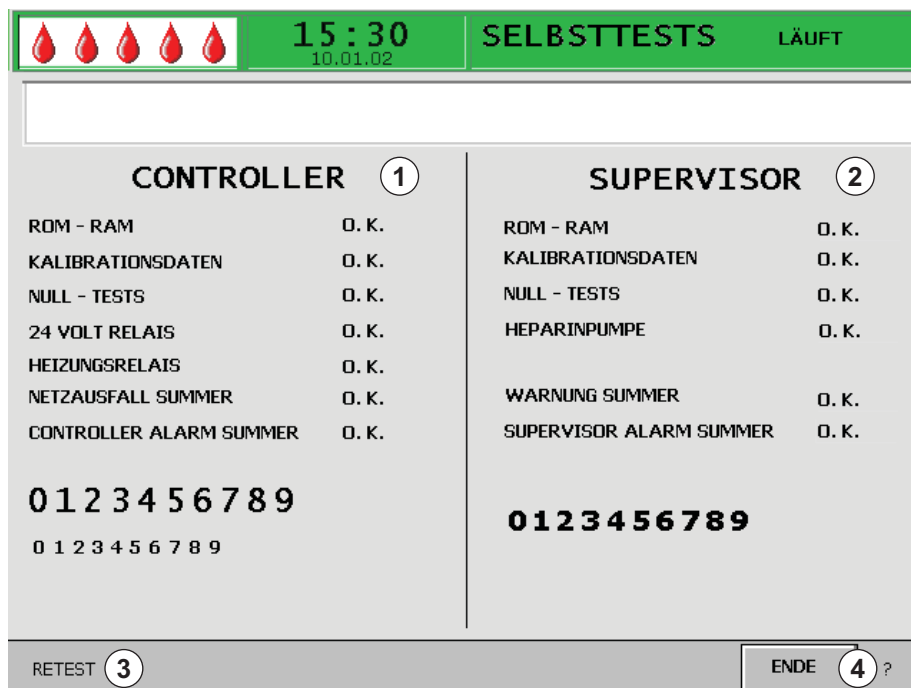 15:30
10.01.02
SELBSTTESTS LÄUFT
CONTROLLER 1
ROM - RAM O.K.
KALIBRATIONSDATEN O.K.
NULL - TESTS O.K.
24 VOLT RELAIS O.K.
HEIZUNGSRELAIS O.K.
NETZAUSFALL SUMMER O.K.
CONTROLLER ALARM SUMMER O.K.
0123456789
0123456789
SUPERVISOR 2
ROM - RAM O.K.
KALIBRATIONSDATEN O.K.
NULL - TESTS O.K.
HEPARINPUMPE O.K.
WARNUNG SUMMER O.K.
SUPERVISOR ALARM SUMMER O.K.
0123456789
RETEST 3
ENDE 4 ?